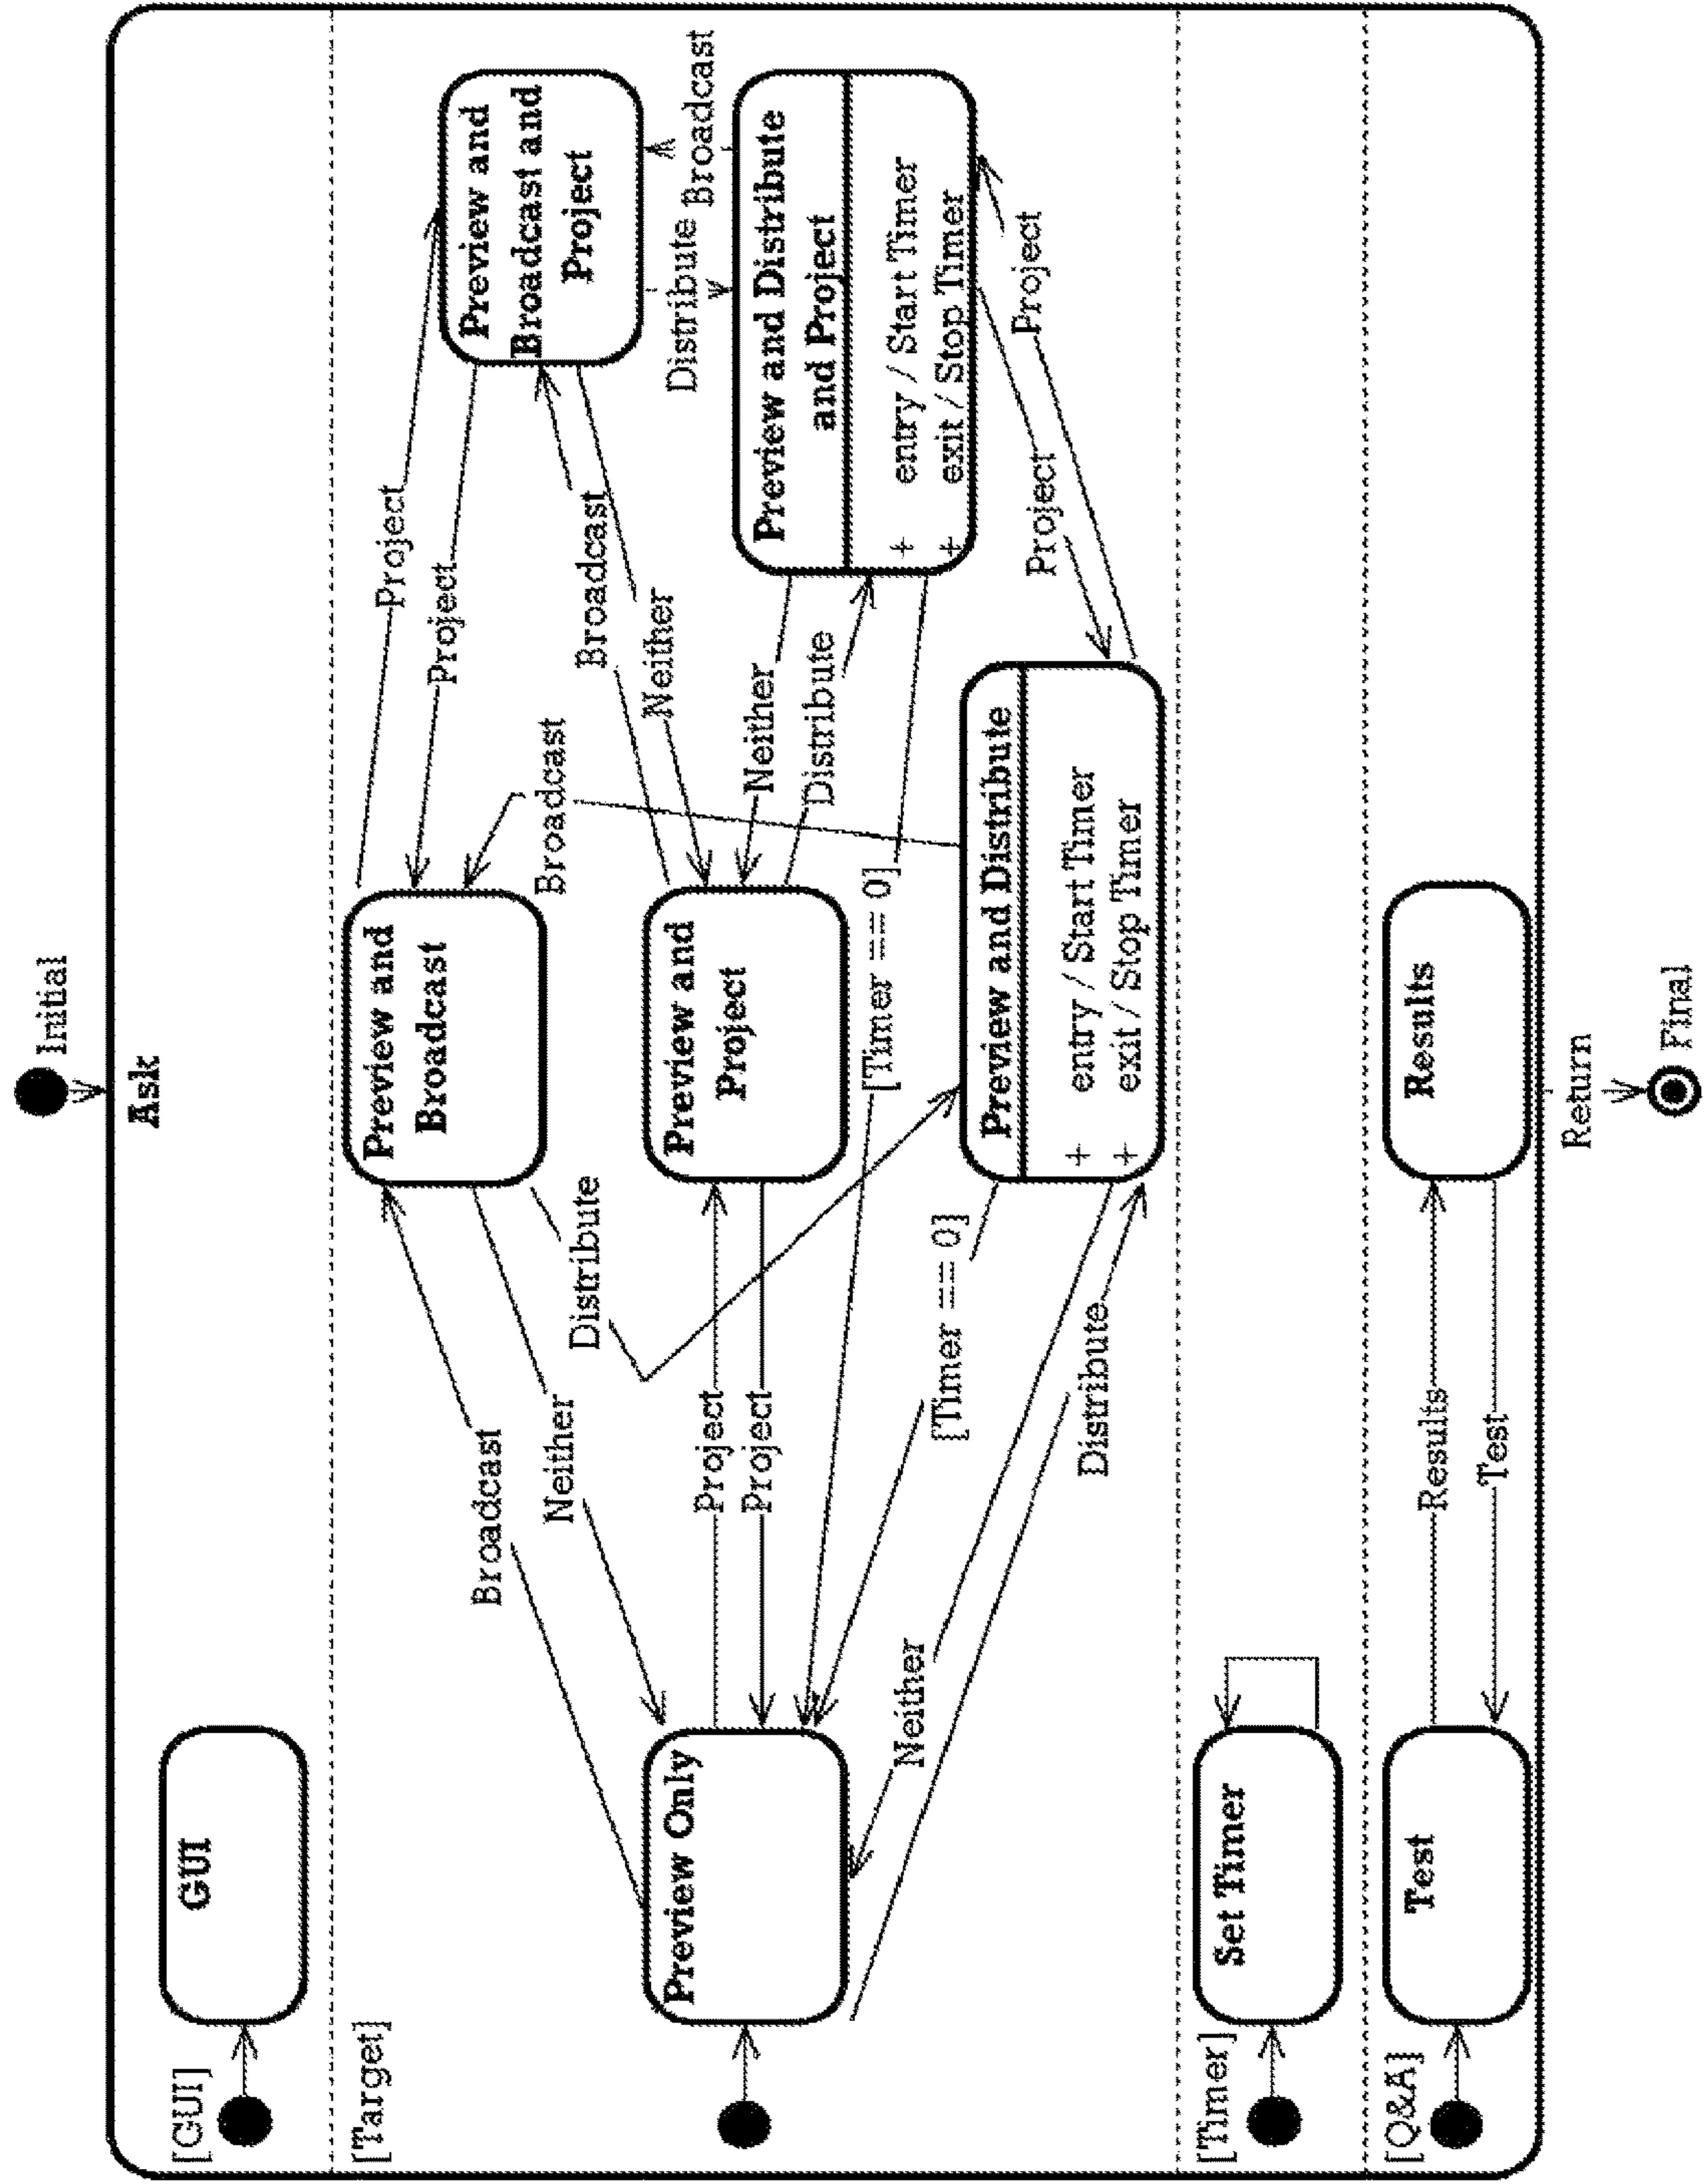 Initial
Ask
[GUI]
GUI
[Target]
Preview Only
Broadcast
Neither
Project
Project
[Timer == 0]
Neither
Distribute
Distribute
Preview and
Broadcast
Preview and
Project
[Timer == 0]
Preview and Distribute
+ entry / Start Timer
+ exit / Stop Timer
Broadcast
Project
Project
Broadcast
Neither
Neither
Distribute
Project
Project
Preview and
Broadcast and
Project
Distribute
Broadcast
Preview and Distribute
and Project
+ entry / Start Timer
+ exit / Stop Timer
[Timer]
Set Timer
[Q&A]
Test
Results
Test
Results
Return
Final